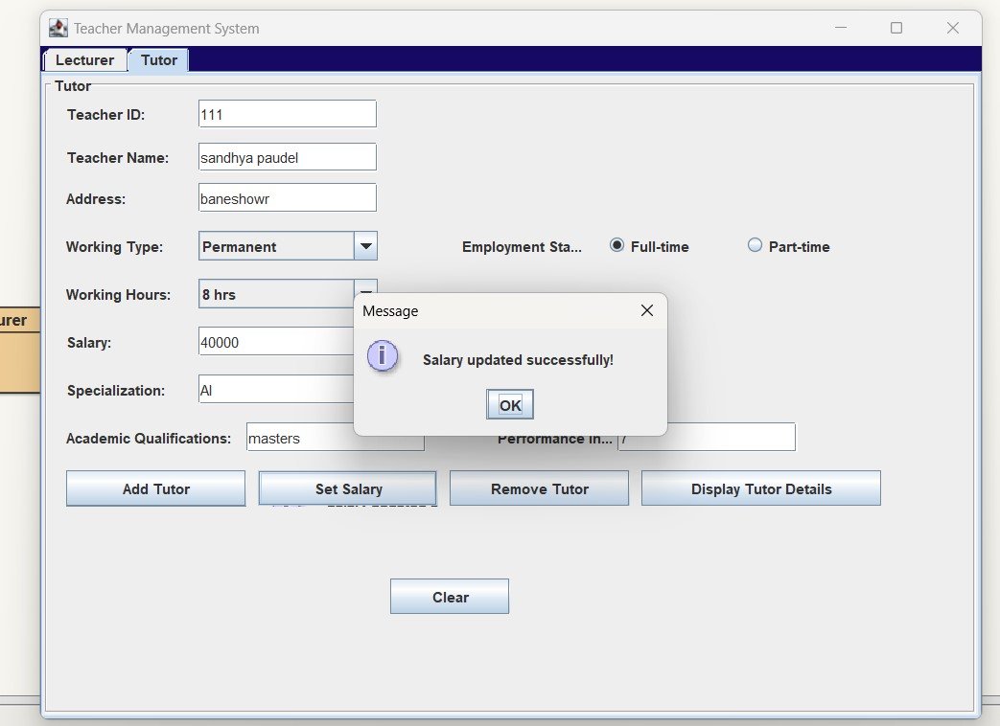 Teacher Management System
Lecturer Tutor
Tutor
Teacher ID: 111
Teacher Name: sandhya paudel
Address: baneshowr
Working Type: Permanent Employment Sta... Full-time Part-time
Working Hours: 8 hrs
urer
Message
Salary: 40000
Salary updated successfully!
Specialization: AI
OK
Academic Qualifications: masters Performance In... 7
Add Tutor Set Salary Remove Tutor Display Tutor Details
Clear